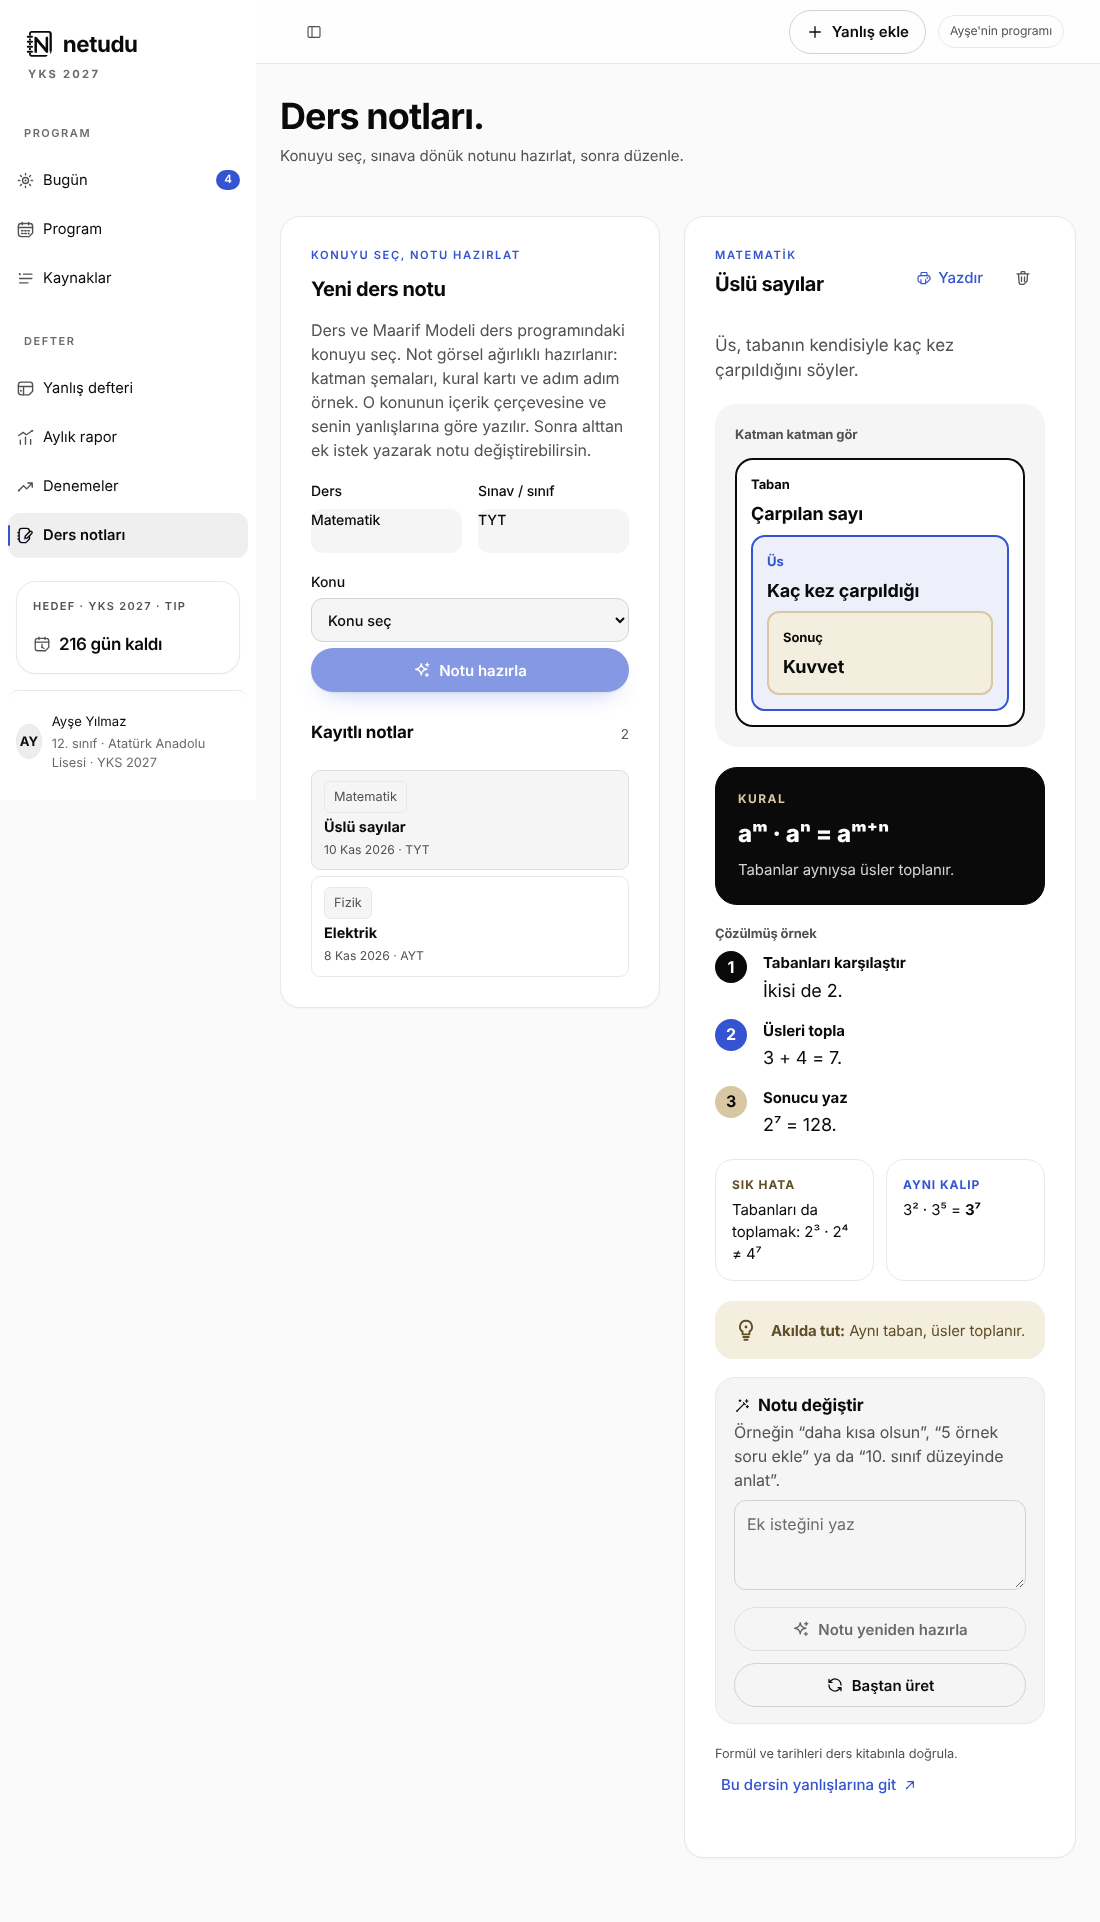 netudu
YKS 2027
PROGRAM
Bugün
4
Program
Kaynaklar
DEFTER
Yanlış defteri
Aylık rapor
Denemeler
Ders notları
HEDEF · YKS 2027 · TIP
216 gün kaldı
AY
Ayşe Yılmaz
12. sınıf · Atatürk Anadolu
Lisesi · YKS 2027
Yanlış ekle
Ayşe'nin programı
Ders notları.
Konuyu seç, sınava dönük notunu hazırlat, sonra düzenle.
KONUYU SEÇ, NOTU HAZIRLAT
Yeni ders notu
Ders ve Maarif Modeli ders programındaki
konuyu seç. Not görsel ağırlıklı hazırlanır:
katman şemaları, kural kartı ve adım adım
örnek. O konunun içerik çerçevesine ve
senin yanlışlarına göre yazılır. Sonra alttan
ek istek yazarak notu değiştirebilirsin.
Ders
Sınav / sınıf
Matematik
TYT
Konu
Konu seç
Notu hazırla
Kayıtlı notlar
2
Matematik
Üslü sayılar
10 Kas 2026 · TYT
Fizik
Elektrik
8 Kas 2026 · AYT
MATEMATİK
Üslü sayılar
Yazdır
Üs, tabanın kendisiyle kaç kez
çarpıldığını söyler.
Katman katman gör
Taban
Çarpılan sayı
Üs
Kaç kez çarpıldığı
Sonuç
Kuvvet
KURAL
aᵐ · aⁿ = aᵐ⁺ⁿ
Tabanlar aynıysa üsler toplanır.
Çözülmüş örnek
1
Tabanları karşılaştır
İkisi de 2.
2
Üsleri topla
3 + 4 = 7.
3
Sonucu yaz
2⁷ = 128.
SIK HATA
Tabanları da
toplamak: 2³ · 2⁴
≠ 4⁷
AYNI KALIP
3² · 3⁵ = 3⁷
Akılda tut: Aynı taban, üsler toplanır.
Notu değiştir
Örneğin “daha kısa olsun”, “5 örnek
soru ekle” ya da “10. sınıf düzeyinde
anlat”.
Ek isteğini yaz
Notu yeniden hazırla
Baştan üret
Formül ve tarihleri ders kitabınla doğrula.
Bu dersin yanlışlarına git